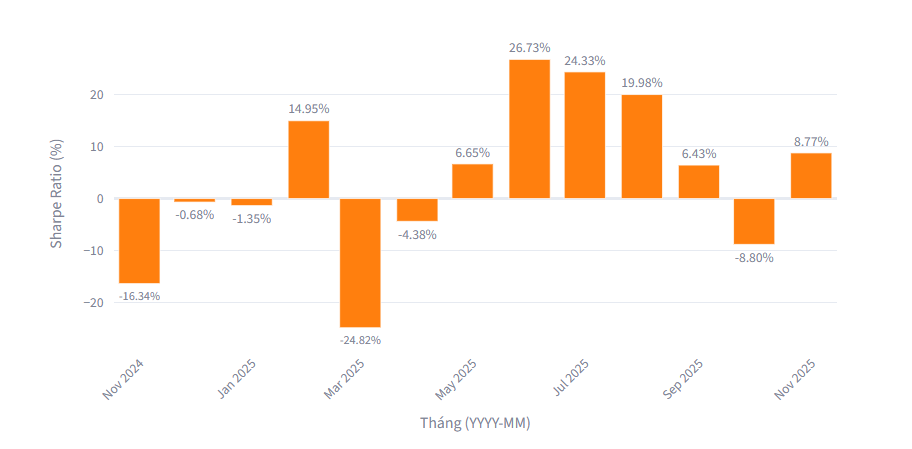 26.73%
24.33%
19.98%
14.95%
8.77%
6.65%
6.43%
-0.68%
-1.35%
-4.38%
-8.80%
-16.34%
-24.82%
20
10
0
−10
−20
Sharpe Ratio (%)
Nov 2024
Jan 2025
Mar 2025
May 2025
Jul 2025
Sep 2025
Nov 2025
Tháng (YYYY-MM)